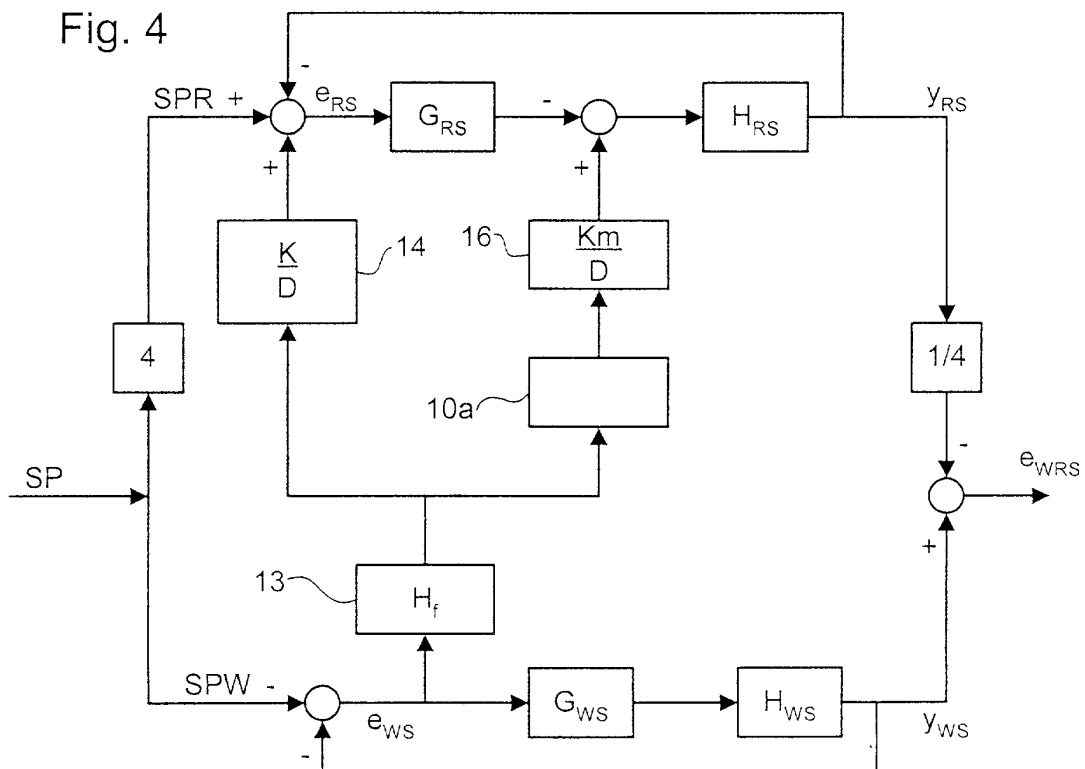 Fig. 4
-
SPR + e_RS G_RS - H_RS y_RS
+ +
K/D 14 16 Km/D
4 1/4
10a
-
SP e_WRS
+
13 H_f
SPW - e_WS G_WS H_WS y_WS
-